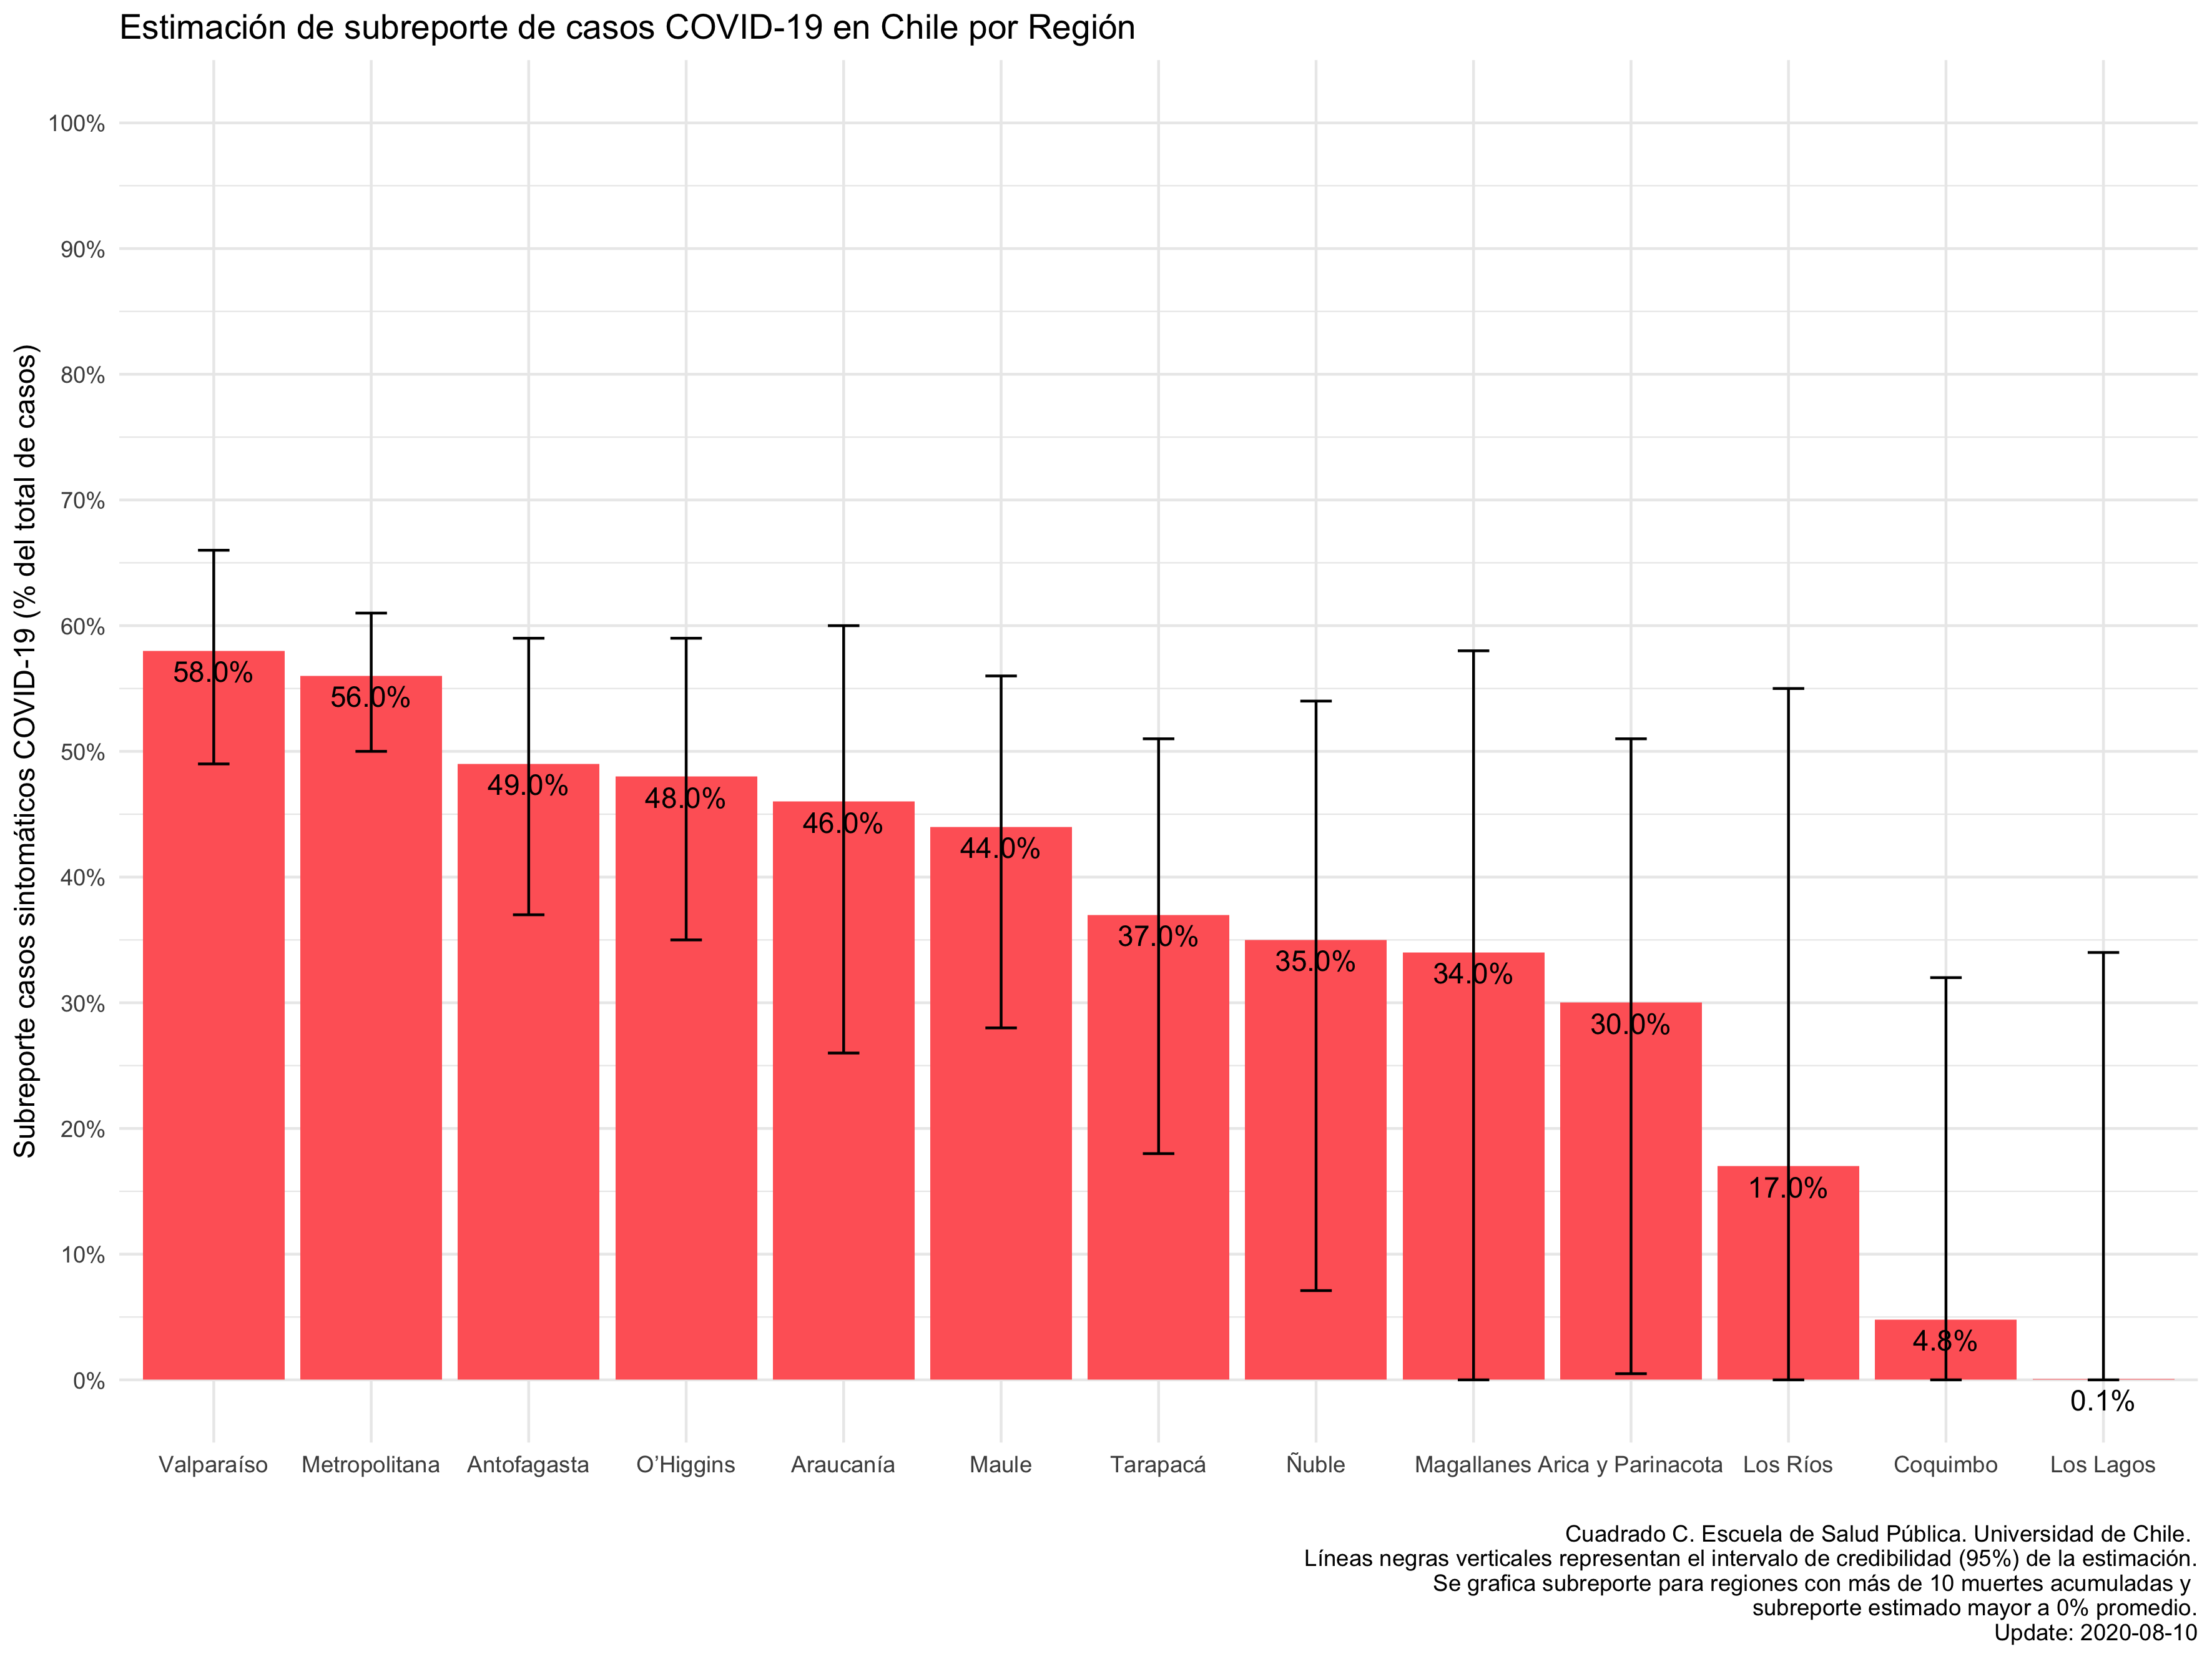 Estimación de subreporte de casos COVID-19 en Chile por Región
Subreporte casos sintomáticos COVID-19 (% del total de casos)
100%
90%
80%
70%
60%
50%
40%
30%
20%
10%
0%
58.0%
56.0%
49.0%
48.0%
46.0%
44.0%
37.0%
35.0%
34.0%
30.0%
17.0%
4.8%
0.1%
Valparaíso
Metropolitana
Antofagasta
O’Higgins
Araucanía
Maule
Tarapacá
Ñuble
Magallanes
Arica y Parinacota
Los Ríos
Coquimbo
Los Lagos
Cuadrado C. Escuela de Salud Pública. Universidad de Chile.
Líneas negras verticales representan el intervalo de credibilidad (95%) de la estimación.
Se grafica subreporte para regiones con más de 10 muertes acumuladas y
subreporte estimado mayor a 0% promedio.
Update: 2020-08-10